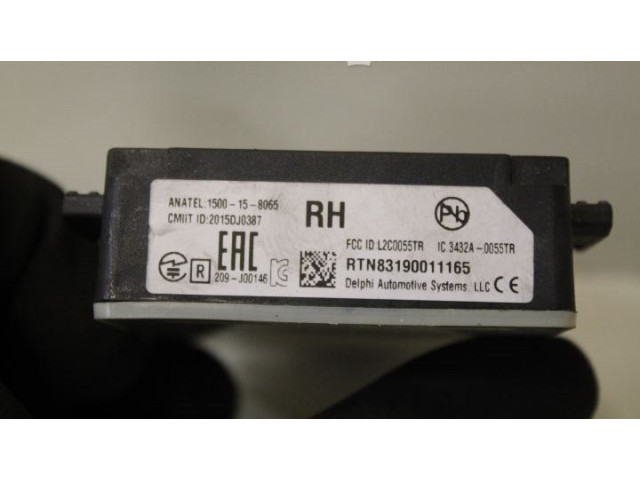 ANATEL:1500-15-8065
CMIIT ID:2015DJ0387
RH
Pb
FCC ID L2C0055TR IC 3432A-0055TR
EAC
R
209-J00146
RTN83190011165
Delphi Automotive Systems, LLC CE